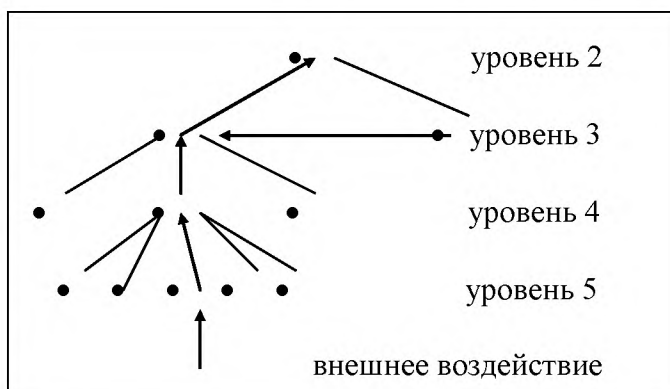 уровень 2
уровень 3
уровень 4
уровень 5
внешнее воздействие